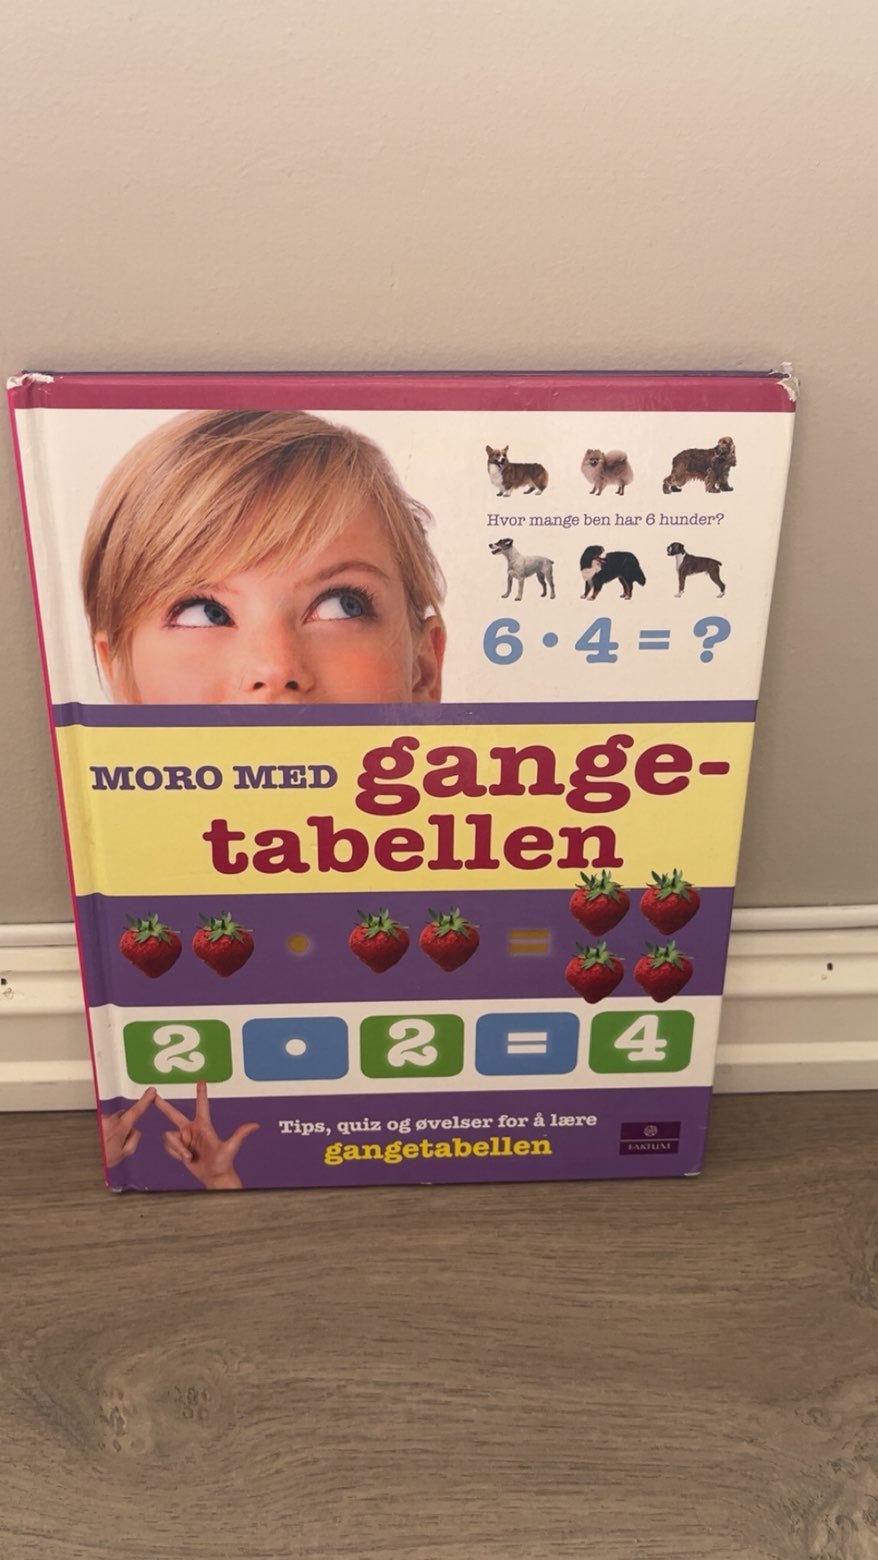 Hvor mange ben har 6 hunder?
6 • 4 = ?
MORO MED gange-
tabellen
• =
2 • 2 = 4
Tips, quiz og øvelser for å lære
gangetabellen
FAKTUM